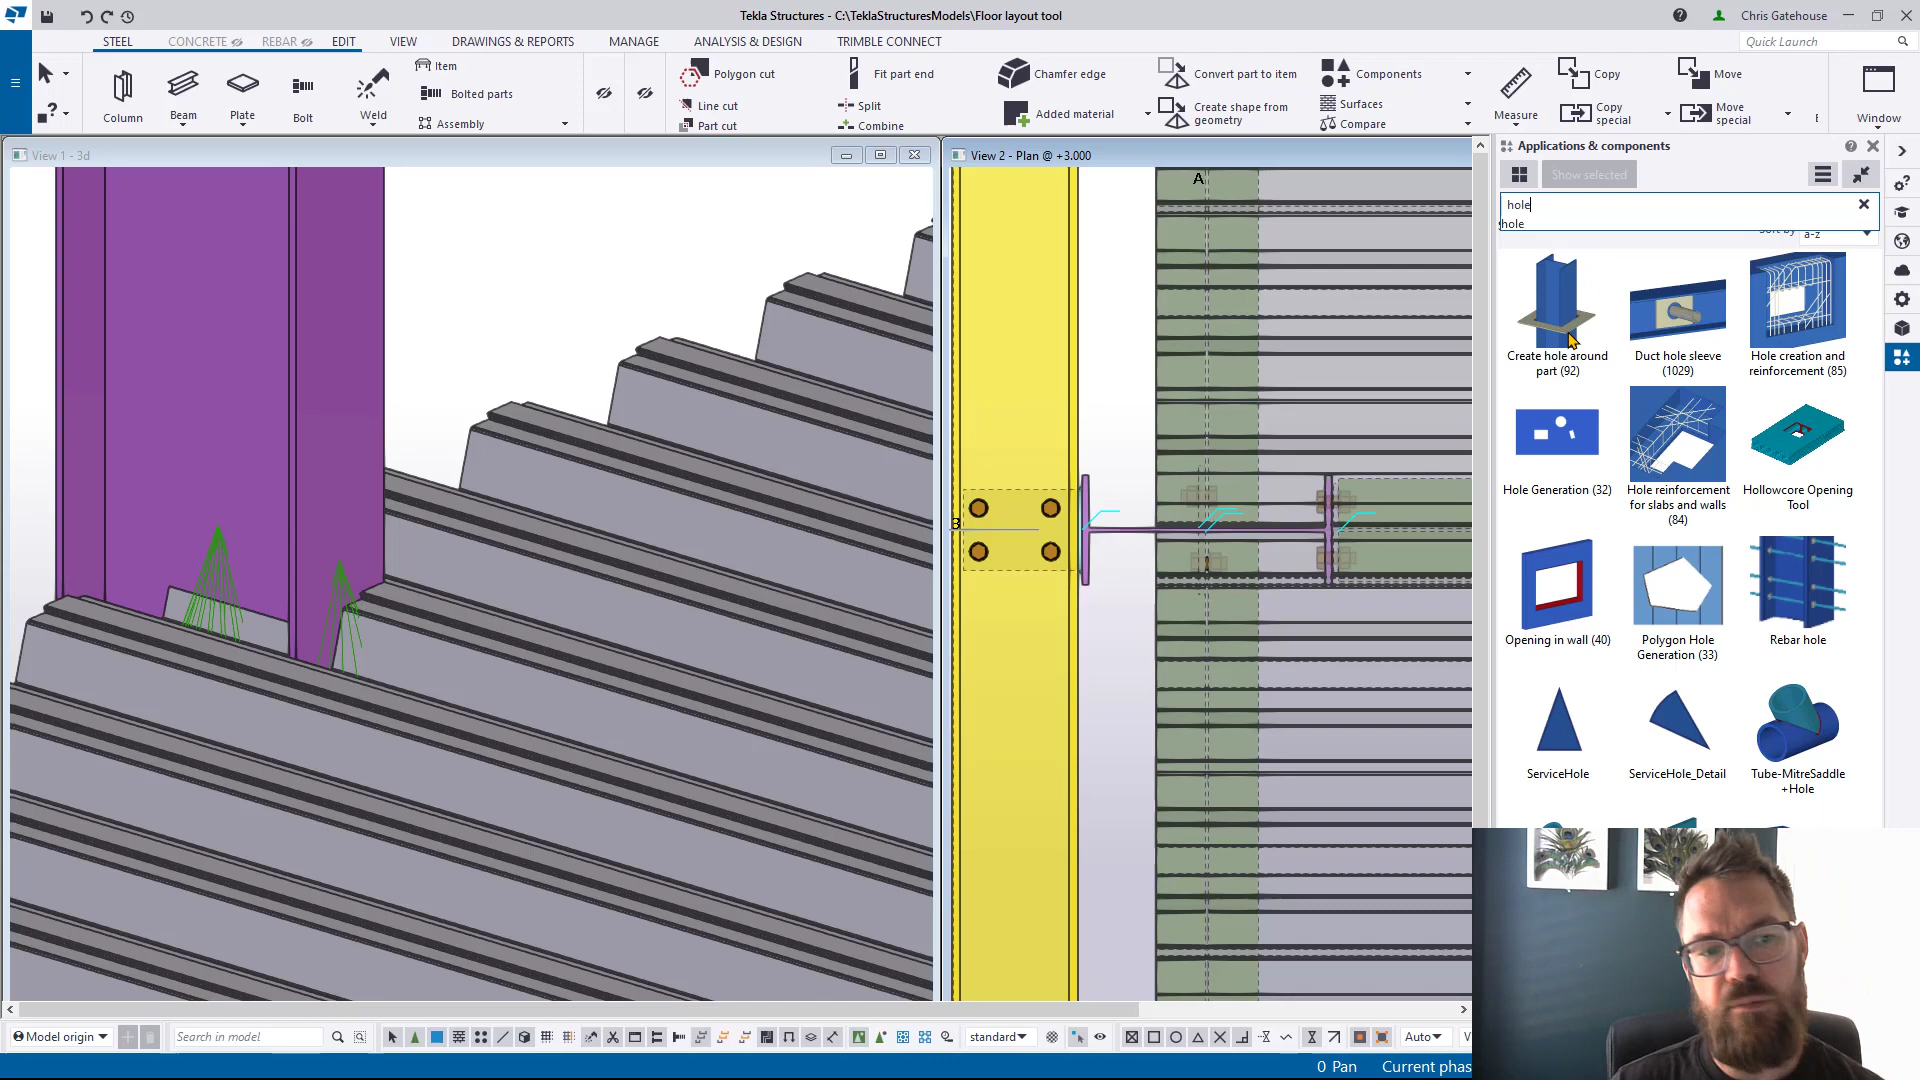 Tekla Structures - C:\TeklaStructuresModels\Floor layout tool
Chris Gatehouse
STEEL
CONCRETE
REBAR
EDIT
VIEW
DRAWINGS & REPORTS
MANAGE
ANALYSIS & DESIGN
TRIMBLE CONNECT
Quick Launch
Column
Beam
Plate
Bolt
Weld
Item
Bolted parts
Assembly
Polygon cut
Line cut
Part cut
Fit part end
Split
Combine
Chamfer edge
Added material
Convert part to item
Create shape from
geometry
Components
Surfaces
Compare
Measure
Copy
Copy
special
Move
Move
special
E
Window
View 1 - 3d
View 2 - Plan @ +3.000
A
3
Applications & components
Show selected
hole
hole
a-z
Create hole around
part (92)
Duct hole sleeve
(1029)
Hole creation and
reinforcement (85)
Hole Generation (32)
Hole reinforcement
for slabs and walls
(84)
Hollowcore Opening
Tool
Opening in wall (40)
Polygon Hole
Generation (33)
Rebar hole
ServiceHole
ServiceHole_Detail
Tube-MitreSaddle
+Hole
Model origin
Search in model
standard
Auto
V
0 Pan
Current phas